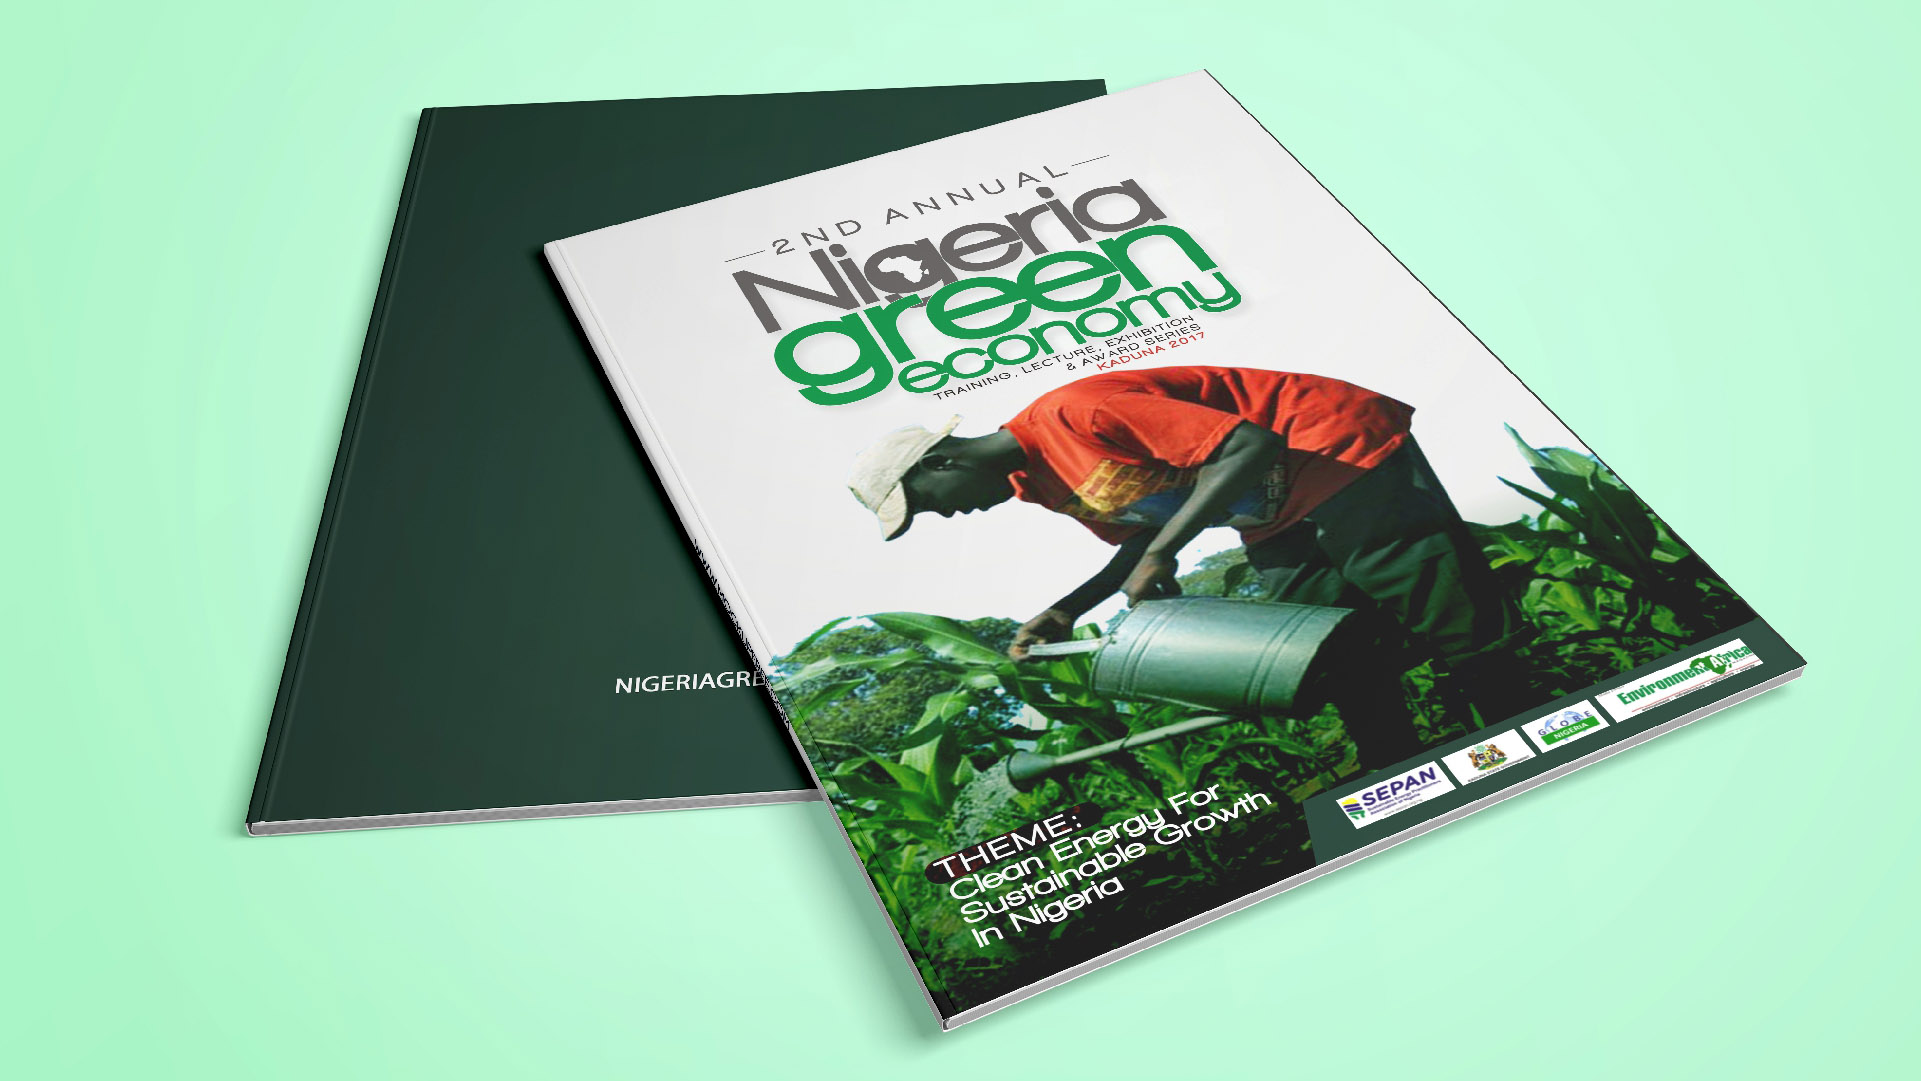 2ND ANNUAL
Nigeria
green
economy
TRAINING, LECTURE, EXHIBITION
& AWARD SERIES
KADUNA 2017
NIGERIAGRE
THEME:
Clean Energy For
Sustainable Growth
In Nigeria
SEPAN
GLOBE
NIGERIA
Environment Africa